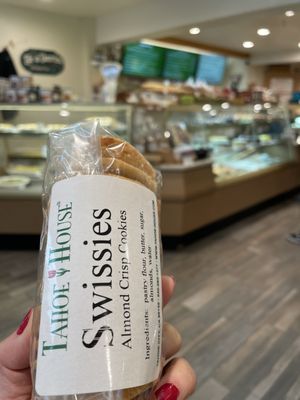 TAHOE HOUSE
Swissies
Almond Crisp Cookies
Ingredients: pastry flour, butter, sugar,
almonds, water